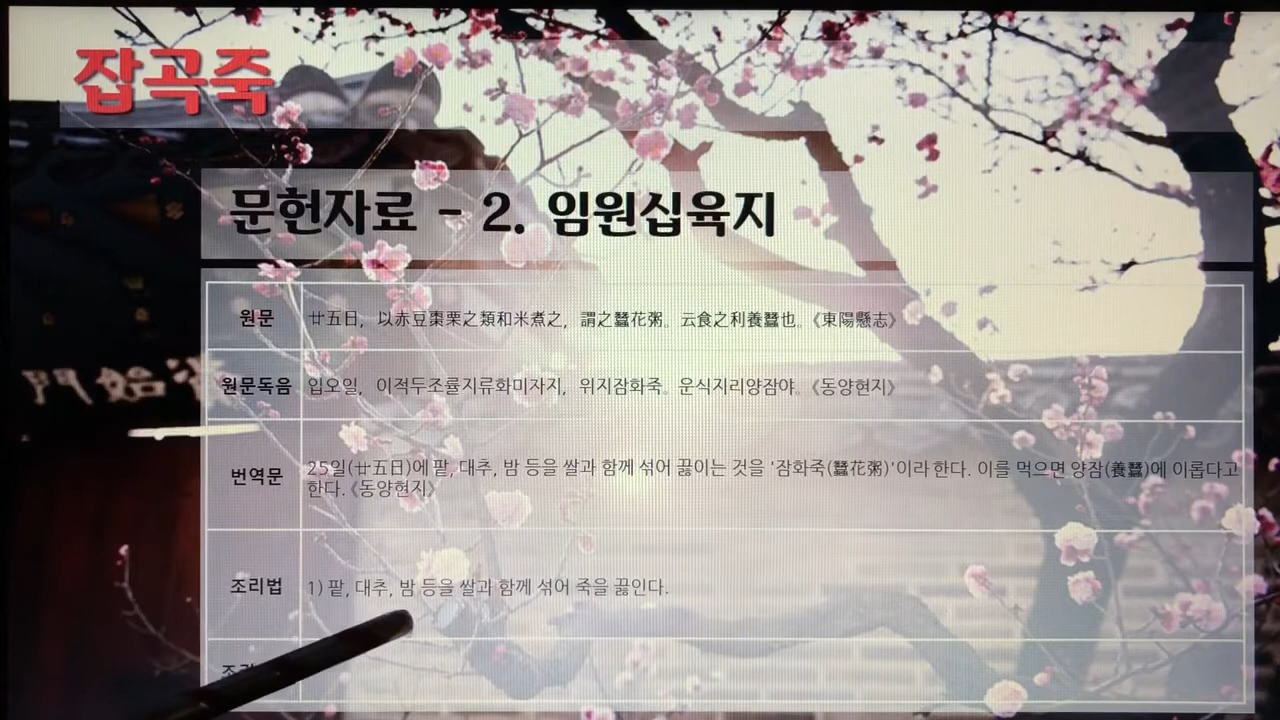 잡곡죽
문헌자료 - 2. 임원십육지
원문
廿五日, 以赤豆棗栗之類和米煮之, 謂之蠶花粥。云食之利養蠶也。《東陽懸志》
원문독음
입오일, 이적두조률지류화미자지, 위지잠화죽。운식지리양잠야。《동양현지》
번역문
25일(廿五日)에 팥, 대추, 밤 등을 쌀과 함께 섞어 끓이는 것을 '잠화죽(蠶花粥)'이라 한다. 이를 먹으면 양잠(養蠶)에 이롭다고
한다.《동양현지》
조리법
1) 팥, 대추, 밤 등을 쌀과 함께 섞어 죽을 끓인다.